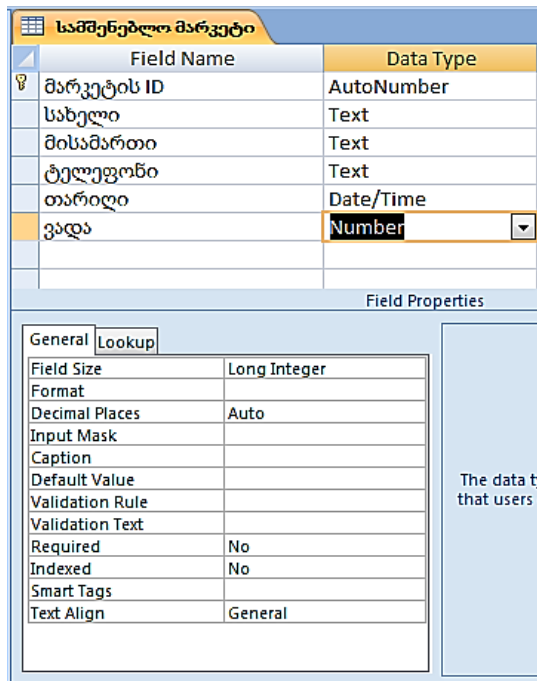 სამშენებლო მარკეტი
Field Name Data Type
მარკეტის ID AutoNumber
სახელი Text
მისამართი Text
ტელეფონი Text
თარიღი Date/Time
ვადა Number
Field Properties
General Lookup
Field Size Long Integer
Format
Decimal Places Auto
Input Mask
Caption
Default Value
Validation Rule
Validation Text
Required No
Indexed No
Smart Tags
Text Align General
The data
that users